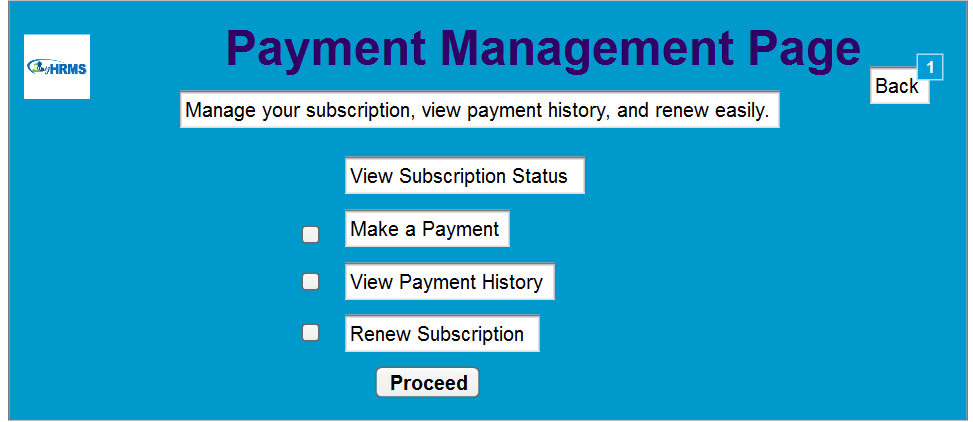 Payment Management Page
HRMS
1
Back
Manage your subscription, view payment history, and renew easily.
View Subscription Status
Make a Payment
View Payment History
Renew Subscription
Proceed